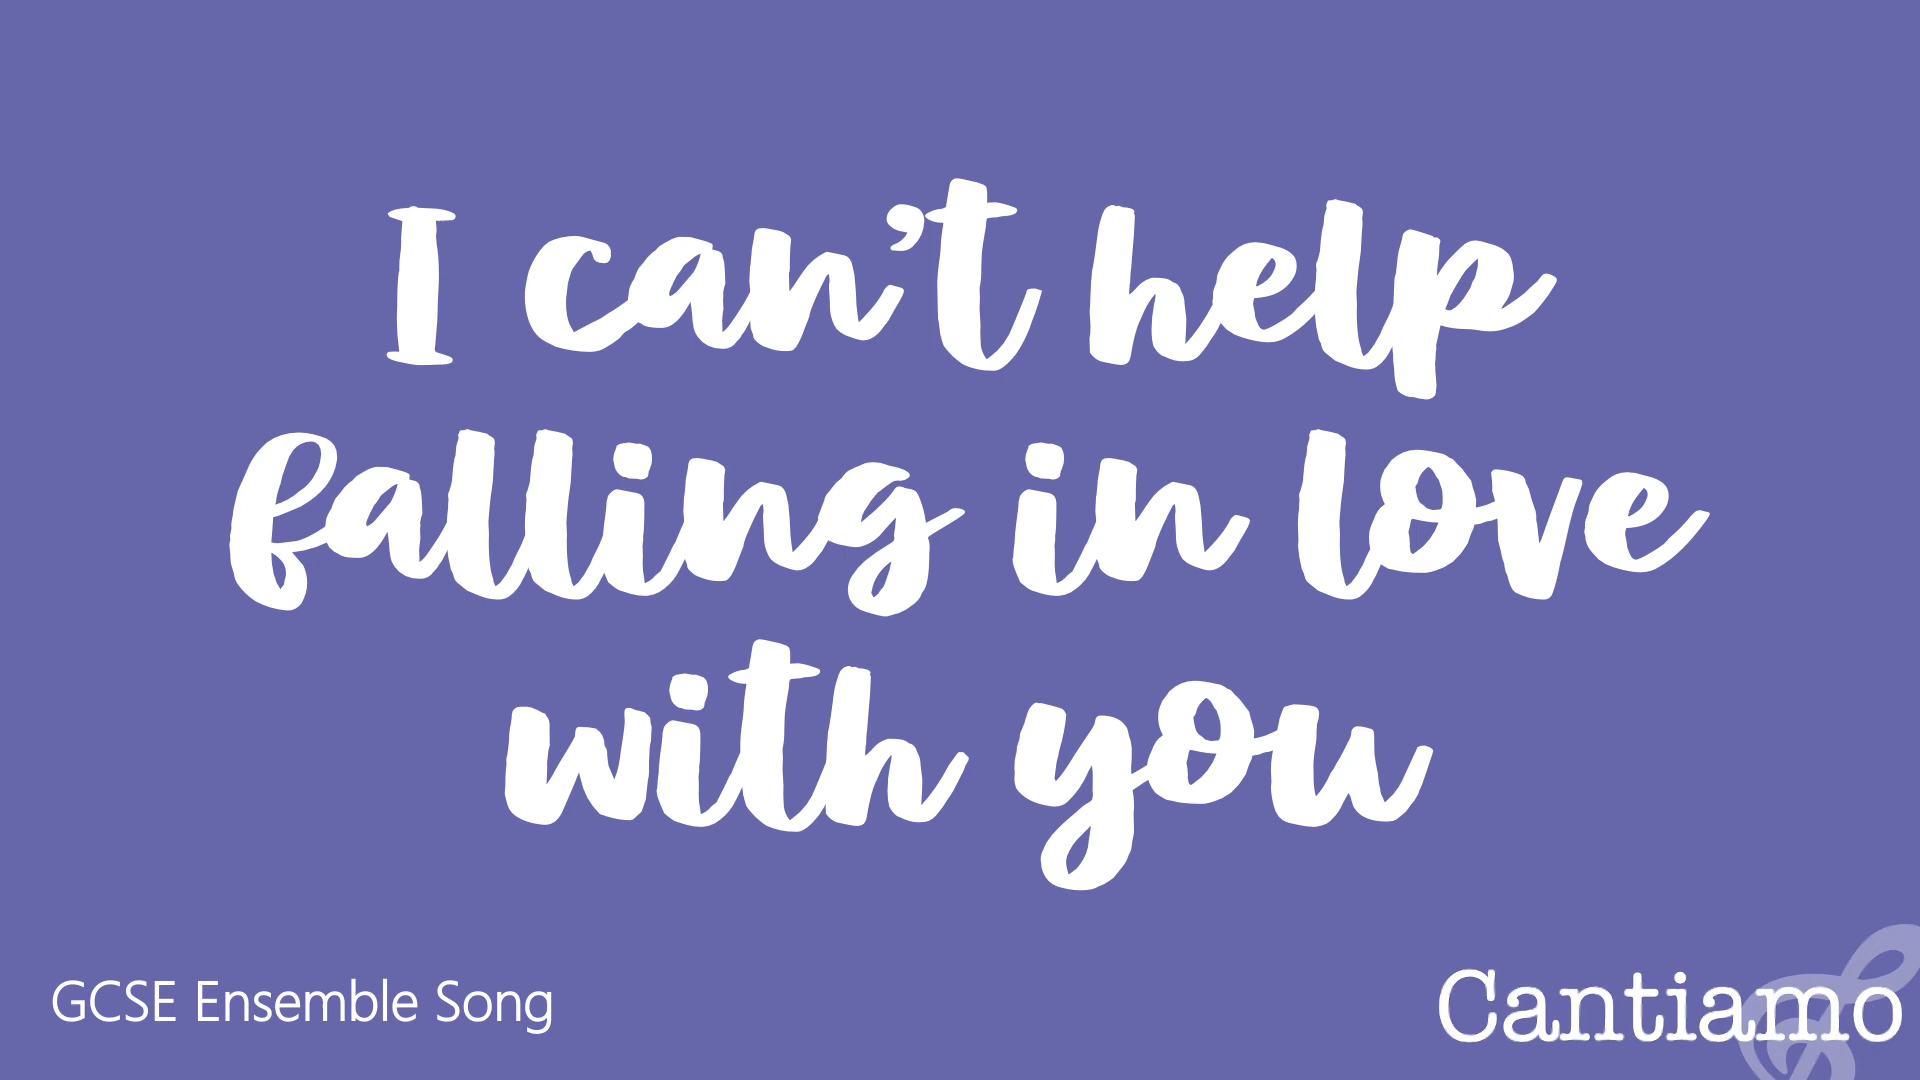 I can’t help
falling in love
with you
GCSE Ensemble Song
Cantiamo